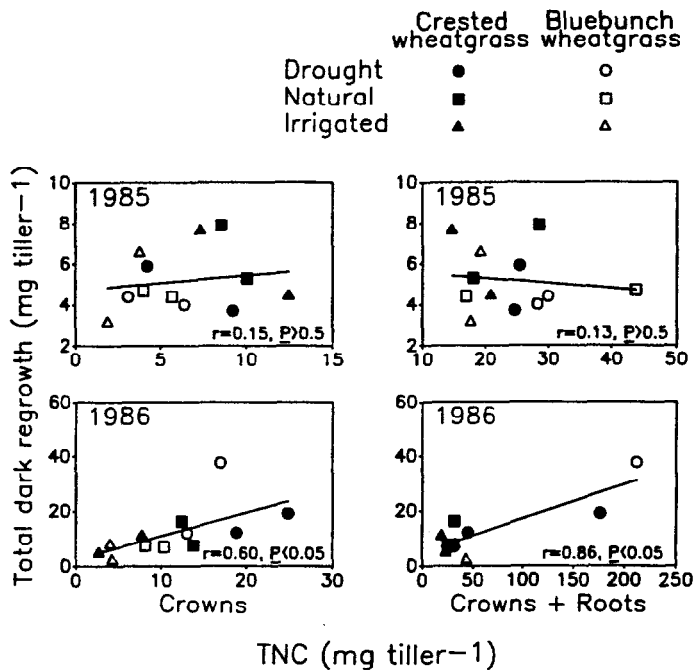 Crested Bluebunch
wheatgrass wheatgrass
Drought
Natural
Irrigated
Total dark regrowth (mg tiller-1)
1985
8
6
4
2
0 5 10 15
r=0.15, P>0.5
1985
8
6
4
2
10 20 30 40 50
r=0.13, P>0.5
1986
60
40
20
0
0 10 20 30
r=0.60, P<0.05
Crowns
1986
60
40
20
0
0 50 100 150 200 250
r=0.86, P<0.05
Crowns + Roots
TNC (mg tiller-1)